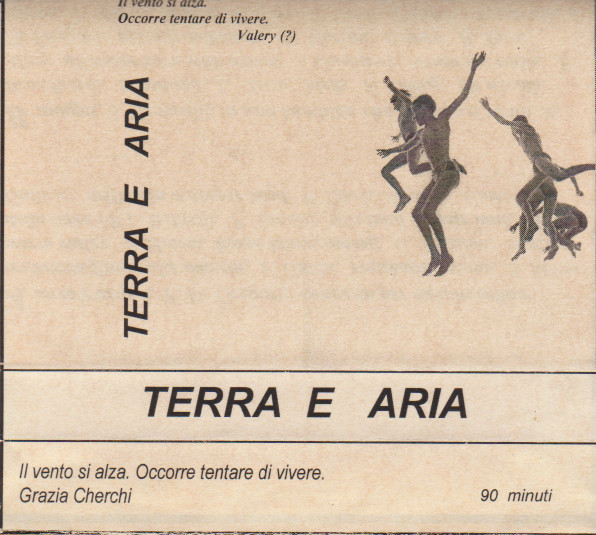 Il vento si alza.
Occorre tentare di vivere.
Valery (?)
TERRA E ARIA
TERRA E ARIA
Il vento si alza. Occorre tentare di vivere.
Grazia Cherchi
90 minuti